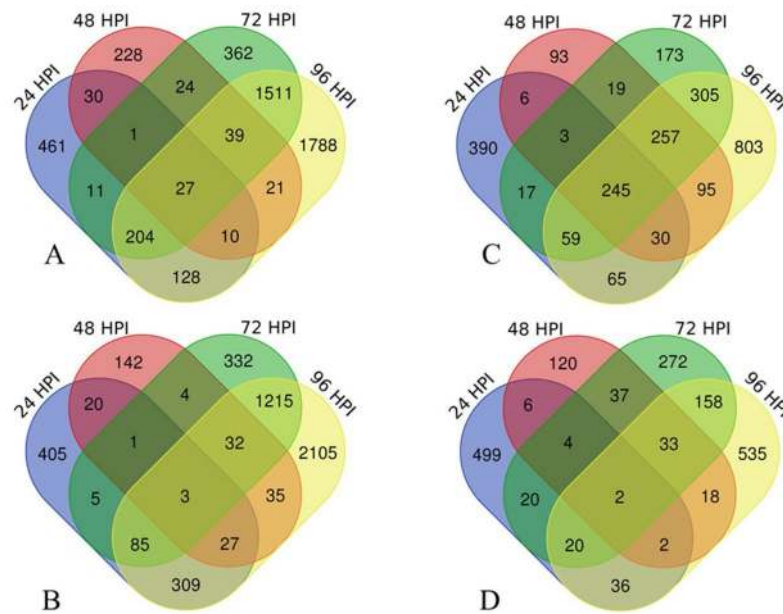 48 HPI 72 HPI
24 HPI 96 HPI
228 362
30 24 1511
461 1 39 1788
11 27 21
204 10
A 128
48 HPI 72 HPI
24 HPI 96 HPI
93 173
6 19 305
390 3 257 803
17 245 95
59 30
C 65
48 HPI 72 HPI
24 HPI 96 HPI
142 332
20 4 1215
405 1 32 2105
5 3 35
85 27
B 309
48 HPI 72 HPI
24 HPI 96 HPI
120 272
6 37 158
499 4 33 535
20 2 18
20 2
D 36